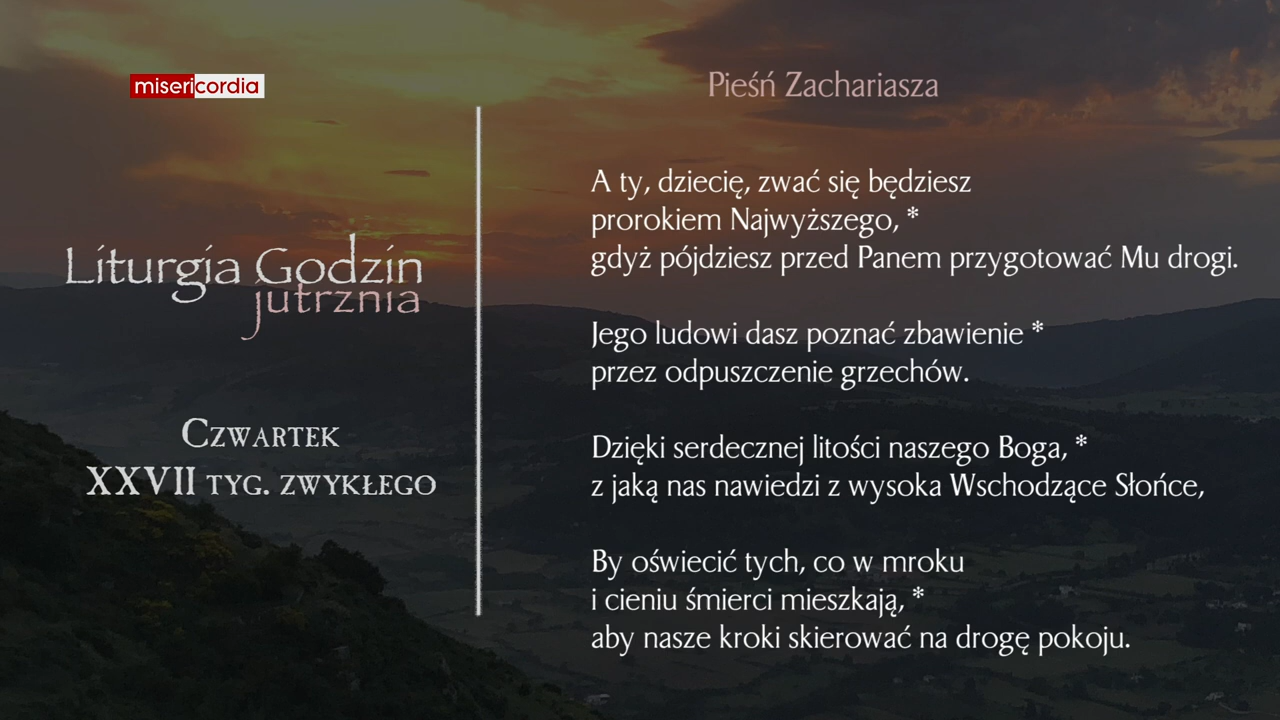 misericordia
Liturgia Godzin
jutrznia
Czwartek
XXVII tyg. zwykłego
Pieśń Zachariasza
A ty, dziecię, zwać się będziesz
prorokiem Najwyższego, *
gdyż pójdziesz przed Panem przygotować Mu drogi.
Jego ludowi dasz poznać zbawienie *
przez odpuszczenie grzechów.
Dzięki serdecznej litości naszego Boga, *
z jaką nas nawiedzi z wysoka Wschodzące Słońce,
By oświecić tych, co w mroku
i cieniu śmierci mieszkają, *
aby nasze kroki skierować na drogę pokoju.